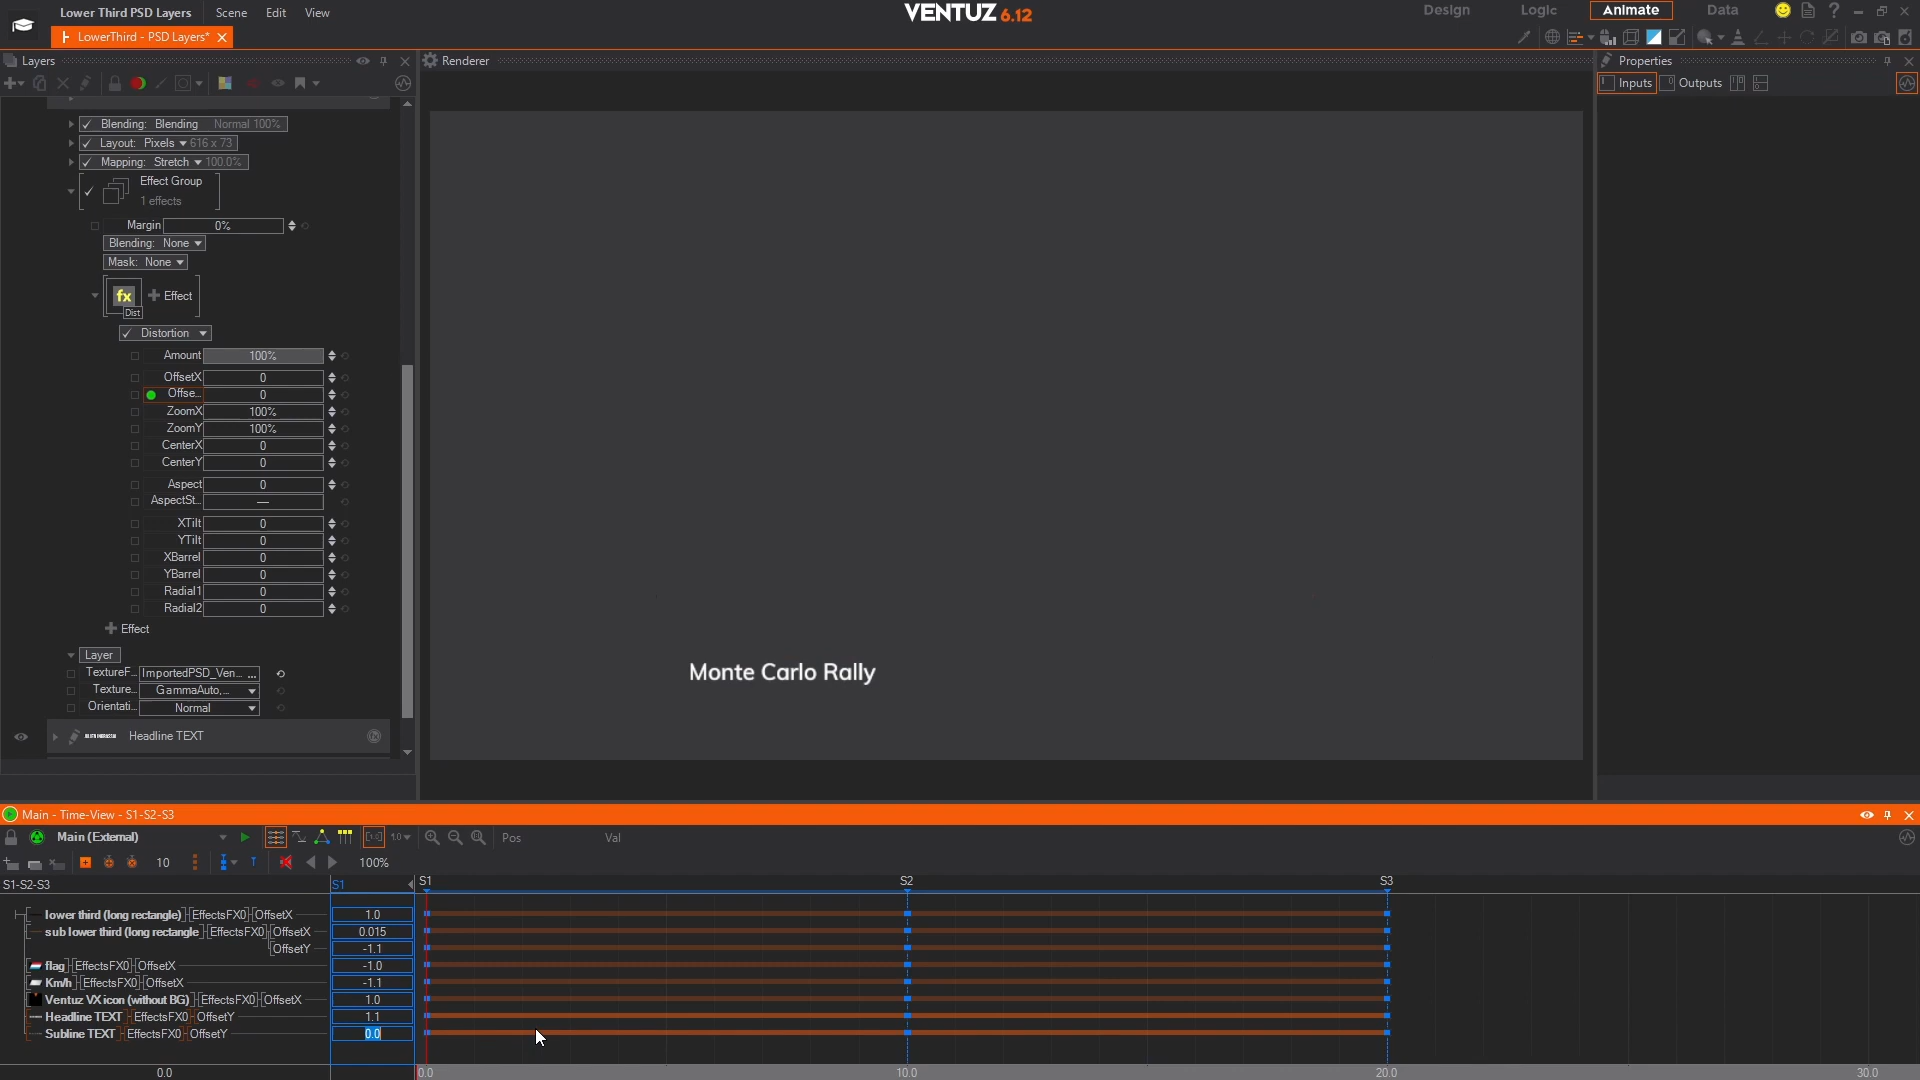 Lower Third PSD Layers Scene Edit View VENTUZ 6.12 Design Logic Animate Data
LowerThird - PSD Layers*
Layers Renderer Properties
Inputs Outputs
Blending: Blending Normal 100%
Layout: Pixels 616 x 73
Mapping: Stretch 100.0%
Effect Group
1 effects
Margin 0%
Blending: None
Mask: None
fx Effect
Dist
Distortion
Amount 100%
OffsetX 0
Offse... 0
ZoomX 100%
ZoomY 100%
CenterX 0
CenterY 0
Aspect 0
AspectSt... —
XTilt 0
YTilt 0
XBarrel 0
YBarrel 0
Radial1 0
Radial2 0
Effect
Layer
TextureF... ImportedPSD_Ven... ...
Texture... GammaAuto,...
Orientati... Normal
Headline TEXT
Monte Carlo Rally
Main - Time-View - S1-S2-S3
Main (External) 1.0 Pos Val
10 100%
S1-S2-S3 S1 S1 S2 S3
lower third (long rectangle) EffectsFX0 OffsetX 1.0
sub lower third (long rectangle EffectsFX0 OffsetX 0.015
OffsetY -1.1
flag EffectsFX0 OffsetX -1.0
Km/h EffectsFX0 OffsetX -1.1
Ventuz VX icon (without BG) EffectsFX0 OffsetX 1.0
Headline TEXT EffectsFX0 OffsetY 1.1
Subline TEXT EffectsFX0 OffsetY 0.0
0.0 0.0 10.0 20.0 30.0